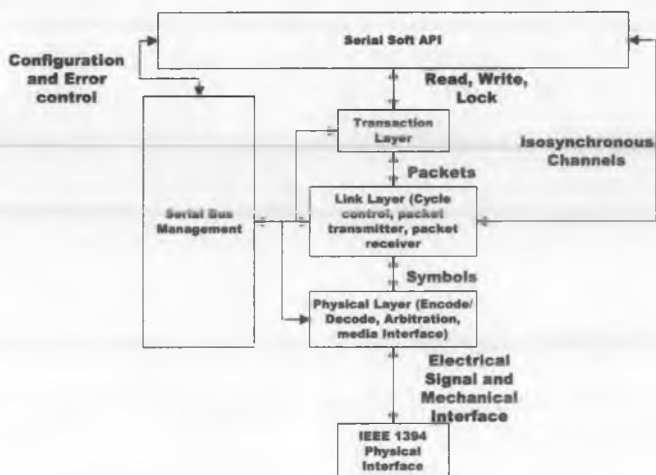 Serial Soft API
Configuration
and Error
control
Read, Write,
Lock
Transaction
Layer
Isosynchronous
Channels
Packets
Link Layer (Cycle
control, packet
transmitter, packet
receiver
Serial Bus
Management
Symbols
Physical Layer (Encode/
Decode, Arbitration,
media Interface)
Electrical
Signal and
Mechanical
Interface
IEEE 1394
Physical
Interface